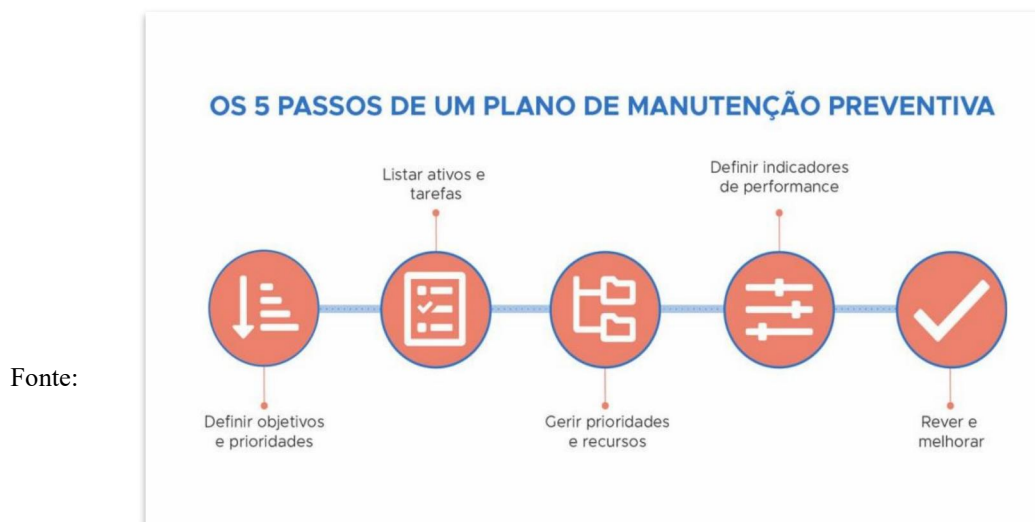 OS 5 PASSOS DE UM PLANO DE MANUTENÇÃO PREVENTIVA
Listar ativos e
tarefas
Definir indicadores
de performance
Fonte:
Definir objetivos
e prioridades
Gerir prioridades
e recursos
Rever e
melhorar